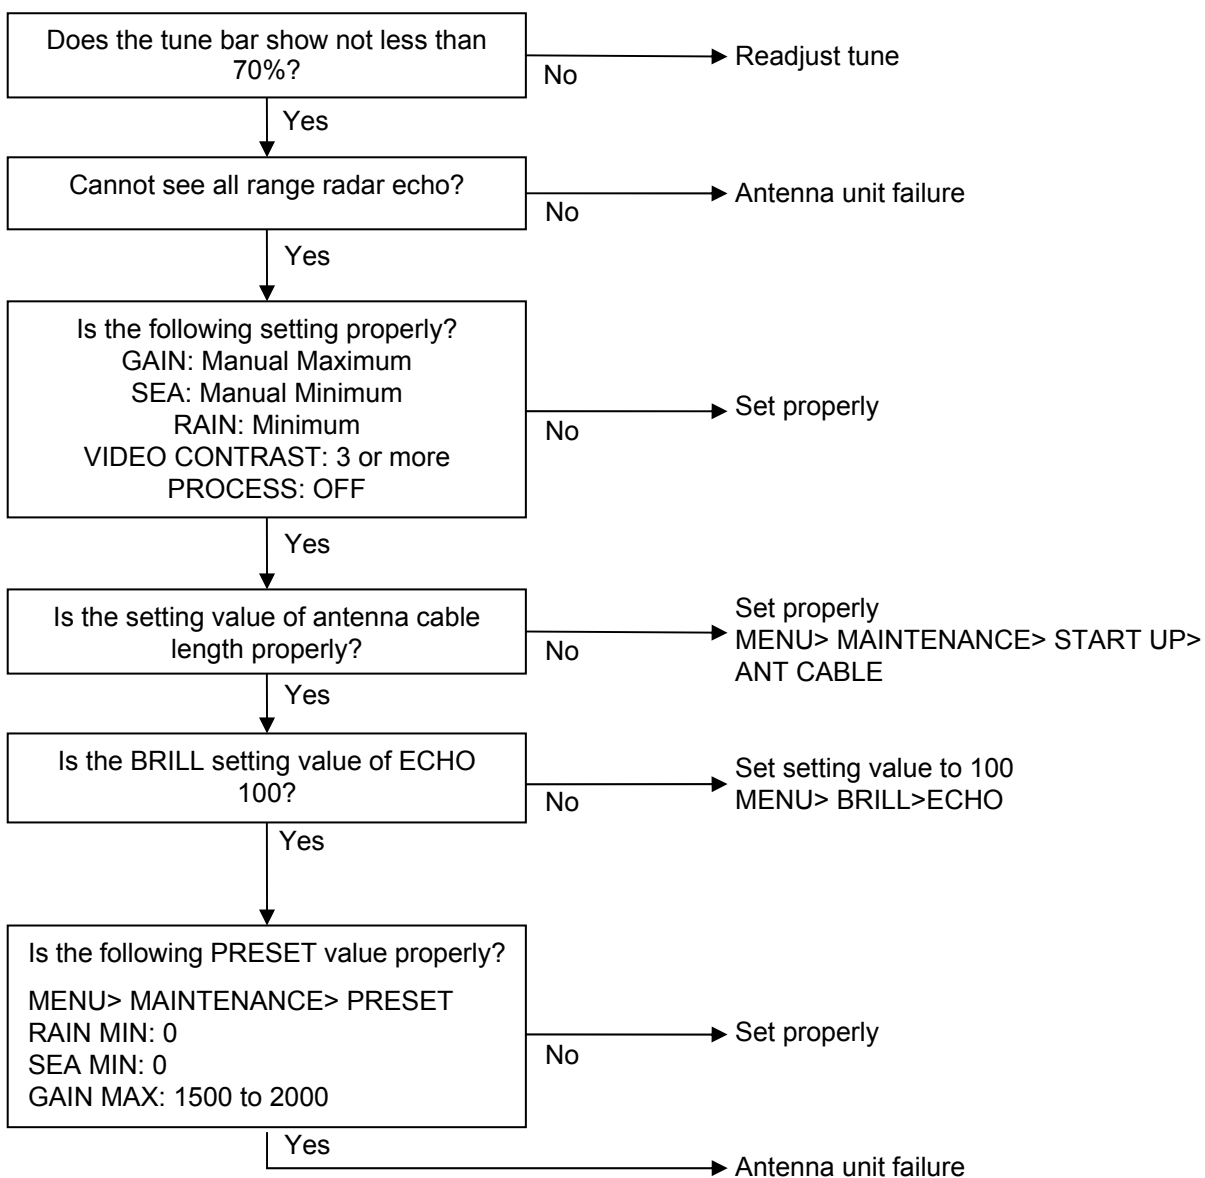 Does the tune bar show not less than
70%?
No
Readjust tune
Yes
Cannot see all range radar echo?
No
Antenna unit failure
Yes
Is the following setting properly?
GAIN: Manual Maximum
SEA: Manual Minimum
RAIN: Minimum
VIDEO CONTRAST: 3 or more
PROCESS: OFF
No
Set properly
Yes
Is the setting value of antenna cable
length properly?
No
Set properly
MENU> MAINTENANCE> START UP>
ANT CABLE
Yes
Is the BRILL setting value of ECHO
100?
No
Set setting value to 100
MENU> BRILL>ECHO
Yes
Is the following PRESET value properly?
MENU> MAINTENANCE> PRESET
RAIN MIN: 0
SEA MIN: 0
GAIN MAX: 1500 to 2000
No
Set properly
Yes
Antenna unit failure